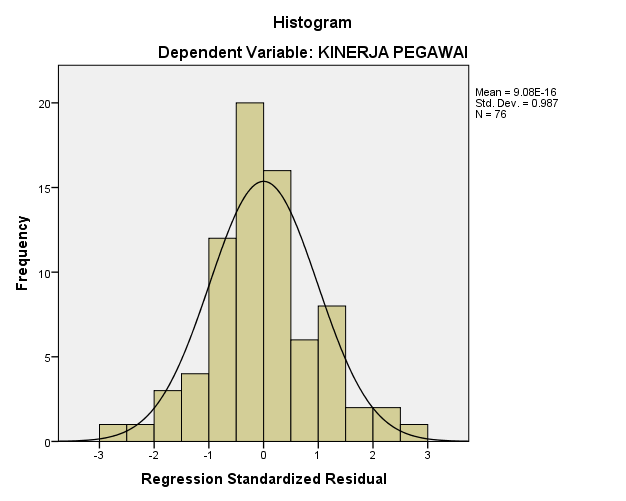 Histogram
Dependent Variable: KINERJA PEGAWAI
Mean = 9.08E-16
Std. Dev. = 0.987
N = 76
Frequency
20
15
10
5
0
-3 -2 -1 0 1 2 3
Regression Standardized Residual